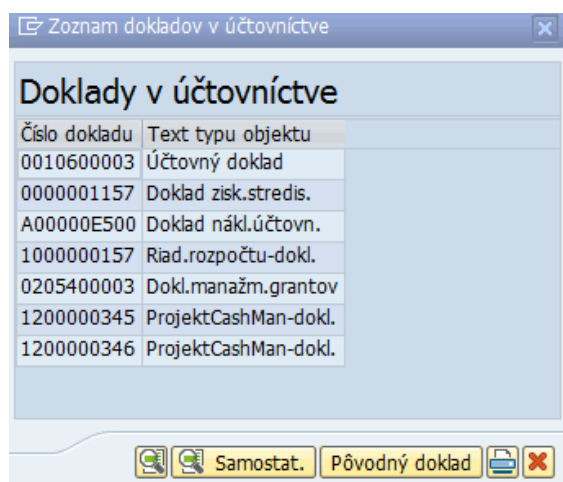 Zoznam dokladov v účtovníctve
Doklady v účtovníctve
Číslo dokladu Text typu objektu
0010600003 Účtovný doklad
0000001157 Doklad zisk.stredis.
A00000E500 Doklad nákl.účtovn.
1000000157 Riad.rozpočtu-dokl.
0205400003 Dokl.manažm.grantov
1200000345 ProjektCashMan-dokl.
1200000346 ProjektCashMan-dokl.
Samostat. Pôvodný doklad